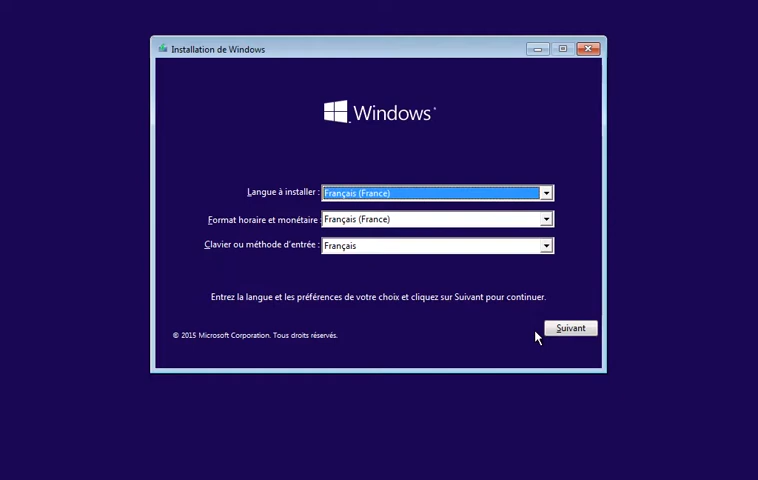 Installation de Windows
Windows
Langue à installer : Français (France)
Format horaire et monétaire : Français (France)
Clavier ou méthode d'entrée : Français
Entrez la langue et les préférences de votre choix et cliquez sur Suivant pour continuer.
Suivant
© 2015 Microsoft Corporation. Tous droits réservés.